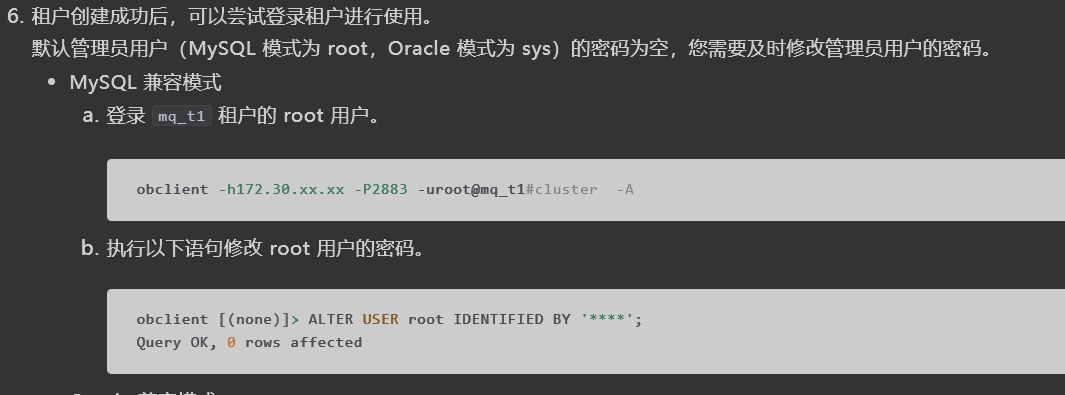 6. 租户创建成功后，可以尝试登录租户进行使用。
默认管理员用户（MySQL 模式为 root，Oracle 模式为 sys）的密码为空，您需要及时修改管理员用户的密码。
• MySQL 兼容模式
a. 登录 mq_t1 租户的 root 用户。
obclient -h172.30.xx.xx -P2883 -uroot@mq_t1#cluster  -A
b. 执行以下语句修改 root 用户的密码。
obclient [(none)]> ALTER USER root IDENTIFIED BY '****';
Query OK, 0 rows affected